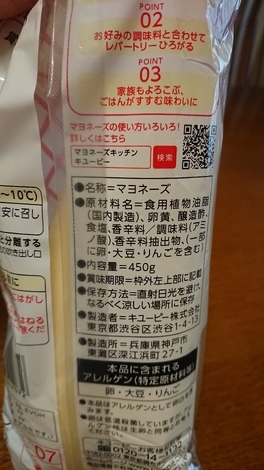 POINT
02
お好みの調味料と合わせて
レパートリーひろがる
POINT
03
家族もよろこぶ、
ごはんがすすむ味わいに
マヨネーズの使い方いろいろ!
詳しくはこちら
マヨネーズキッチン
キユーピー
検索
●名称=マヨネーズ
●原材料名=食用植物油脂
(国内製造)、卵黄、醸造酢、
食塩、香辛料/調味料(アミ
ノ酸)、香辛料抽出物、(一部
に卵・大豆・りんごを含む)
●内容量=450g
●賞味期限=枠外左上部に記載
●保存方法=直射日光を避け、
なるべく涼しい場所に保存
●製造者=キユーピー株式会社
東京都渋谷区渋谷1-4-13
●製造所=兵庫県神戸市
東灘区深江浜町27-1
本品に含まれる
アレルゲン(特定原材料等)
卵・大豆・りんご
～10℃)
安に召し
と分離する
の吹き出し口
はがし
07
0120-14